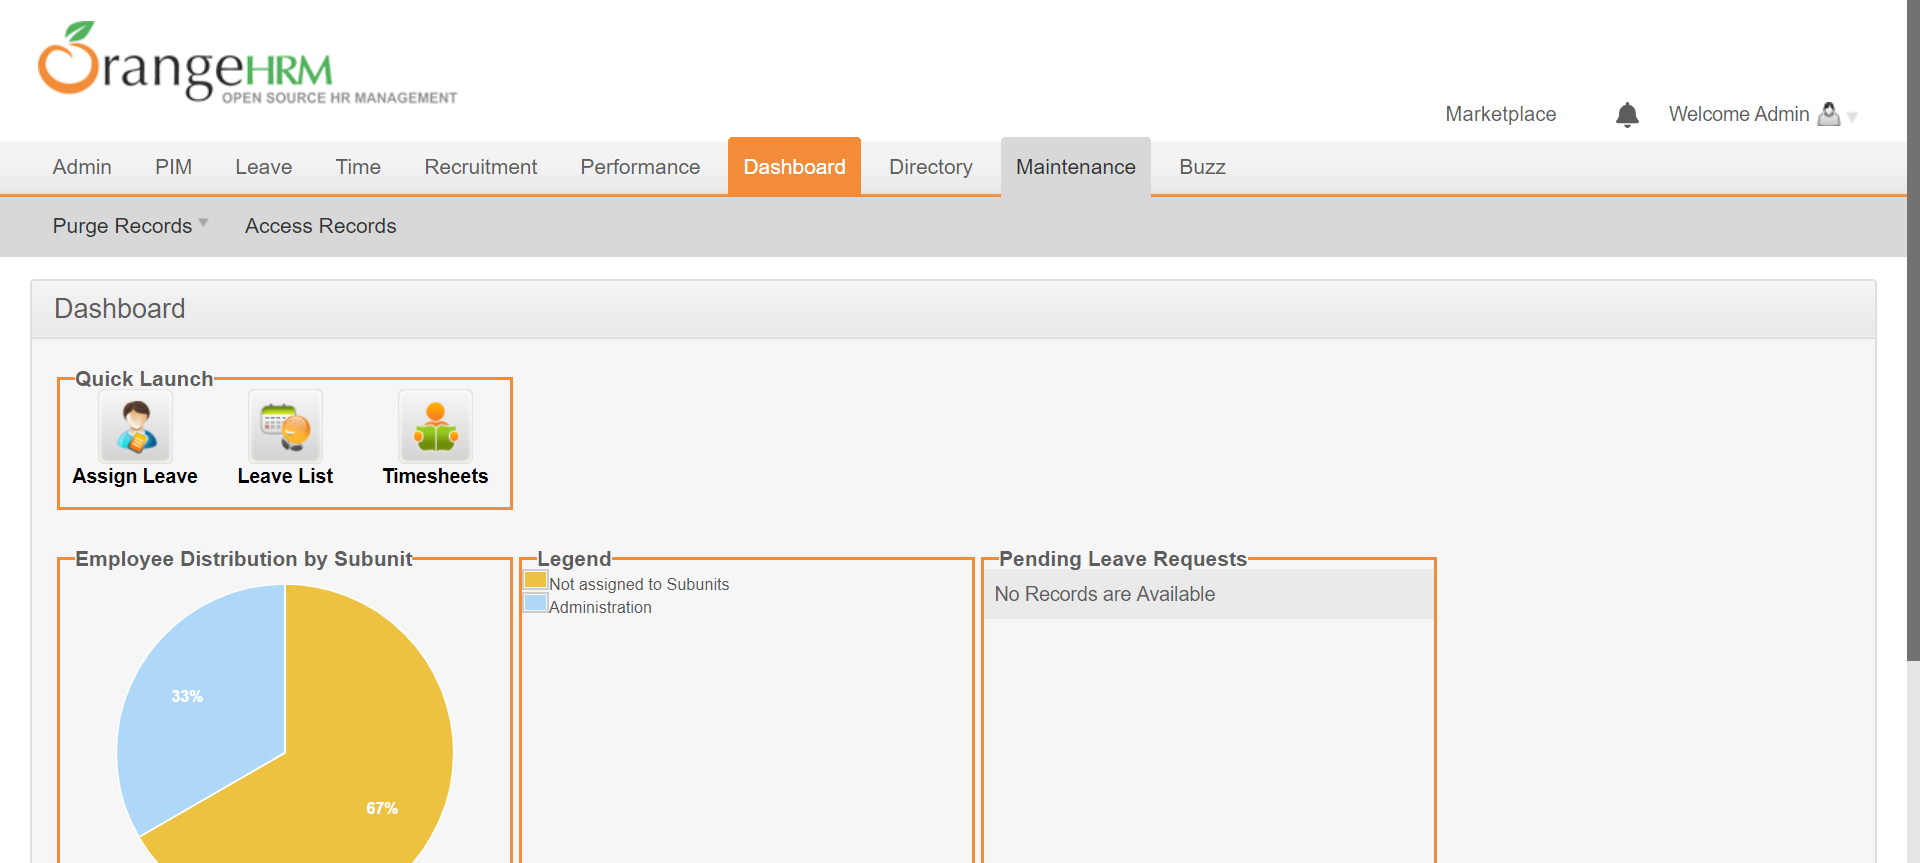 OrangeHRM
OPEN SOURCE HR MANAGEMENT
Marketplace
Welcome Admin
Admin PIM Leave Time Recruitment Performance Dashboard Directory Maintenance Buzz
Purge Records Access Records
Dashboard
Quick Launch
Assign Leave Leave List Timesheets
Employee Distribution by Subunit
33%
67%
Legend
Not assigned to Subunits
Administration
Pending Leave Requests
No Records are Available